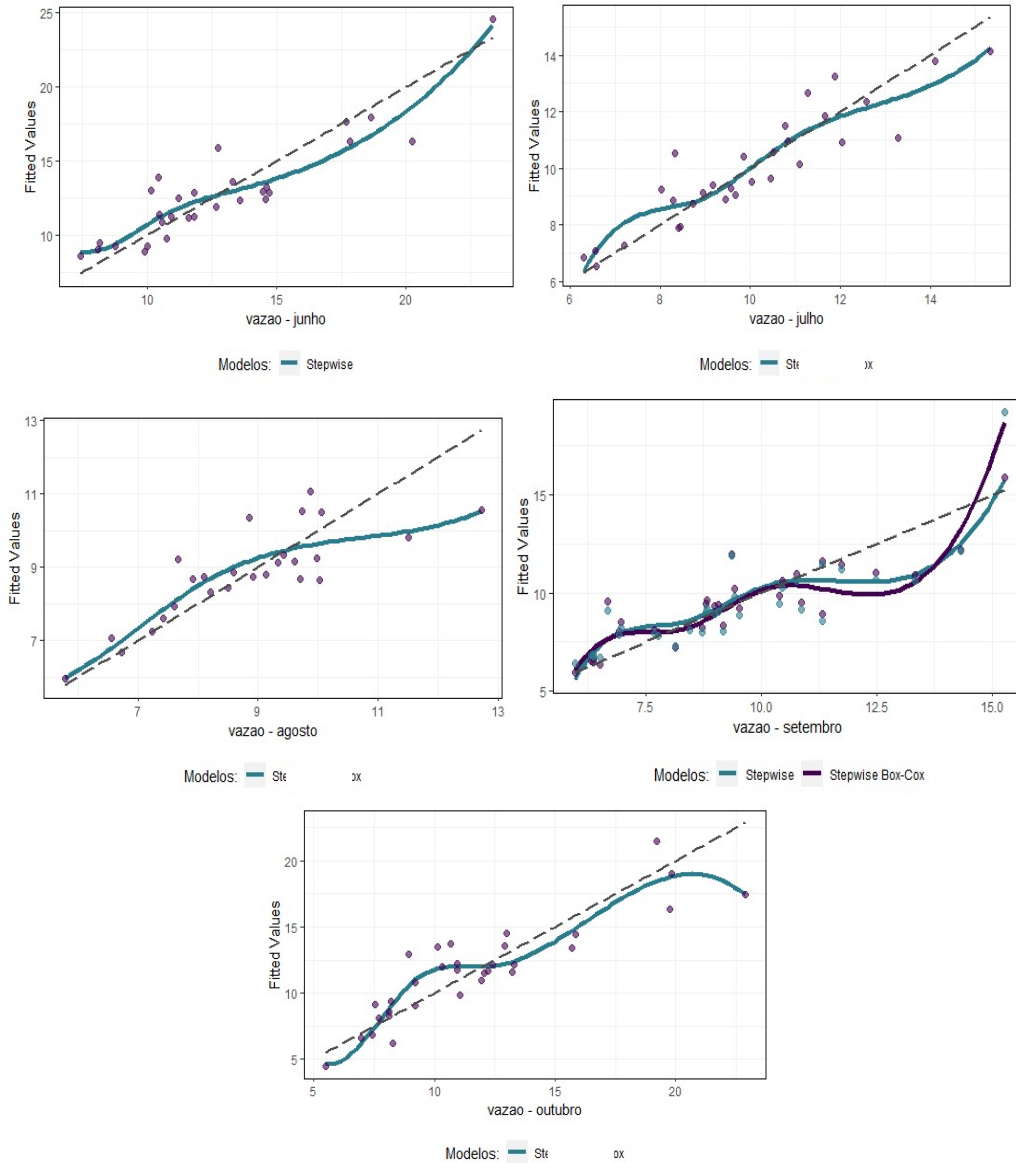 25
20
15
10
Fitted Values
10 15 20
vazao - junho
Modelos: Stepwise
14
12
10
8
6
Fitted Values
6 8 10 12 14
vazao - julho
Modelos:
13
11
9
7
Fitted Values
7 9 11 13
vazao - agosto
Modelos:
15
10
5
Fitted Values
7.5 10.0 12.5 15.0
vazao - setembro
Modelos: Stepwise Stepwise Box-Cox
20
15
10
5
Fitted Values
5 10 15 20
vazao - outubro
Modelos: